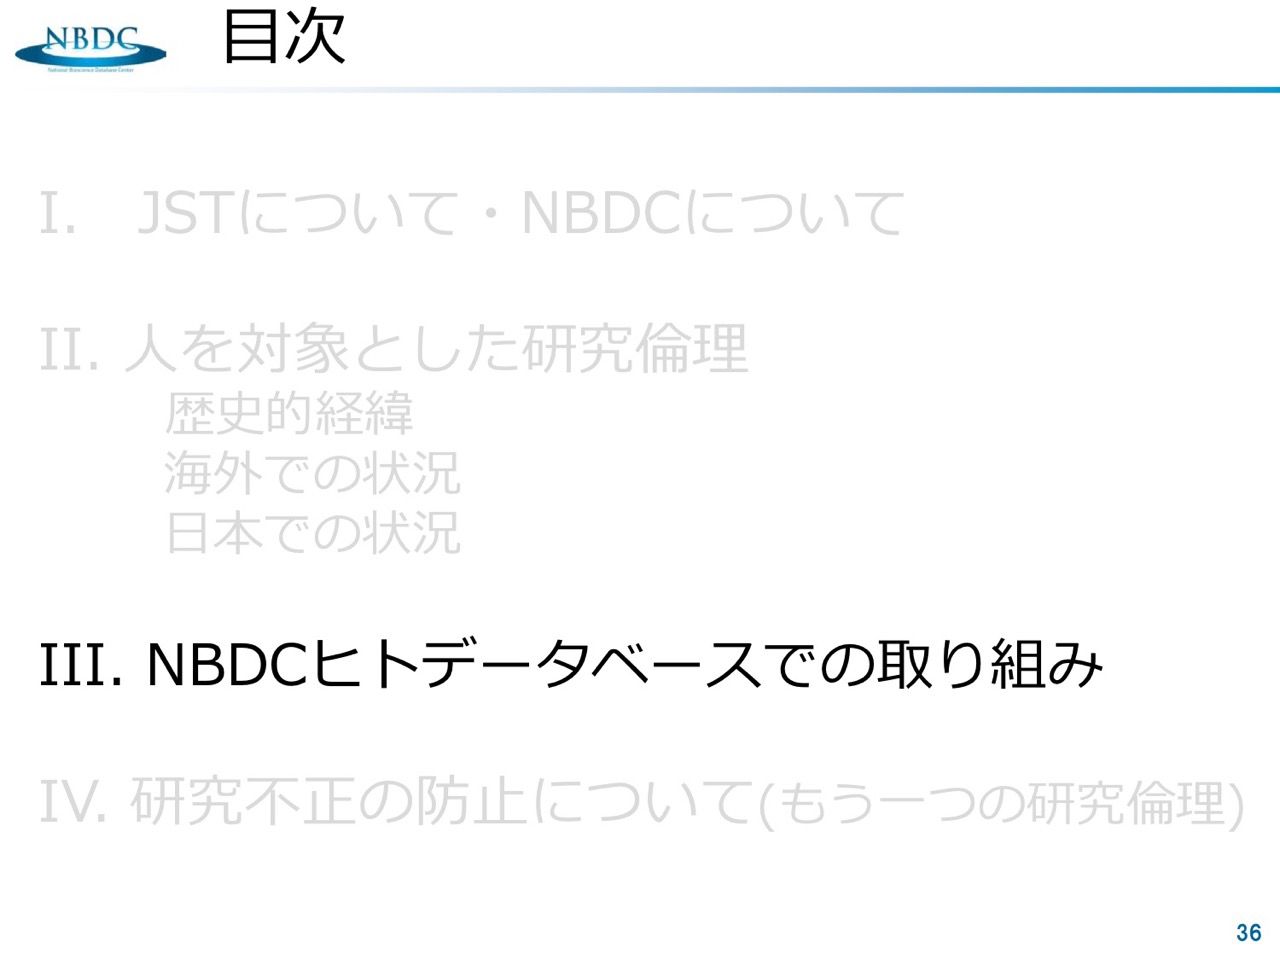 NBDC
National Bioscience Database Center
目次
I. JSTについて・NBDCについて
II. 人を対象とした研究倫理
歴史的経緯
海外での状況
日本での状況
III. NBDCヒトデータベースでの取り組み
IV. 研究不正の防止について(もう一つの研究倫理)
36